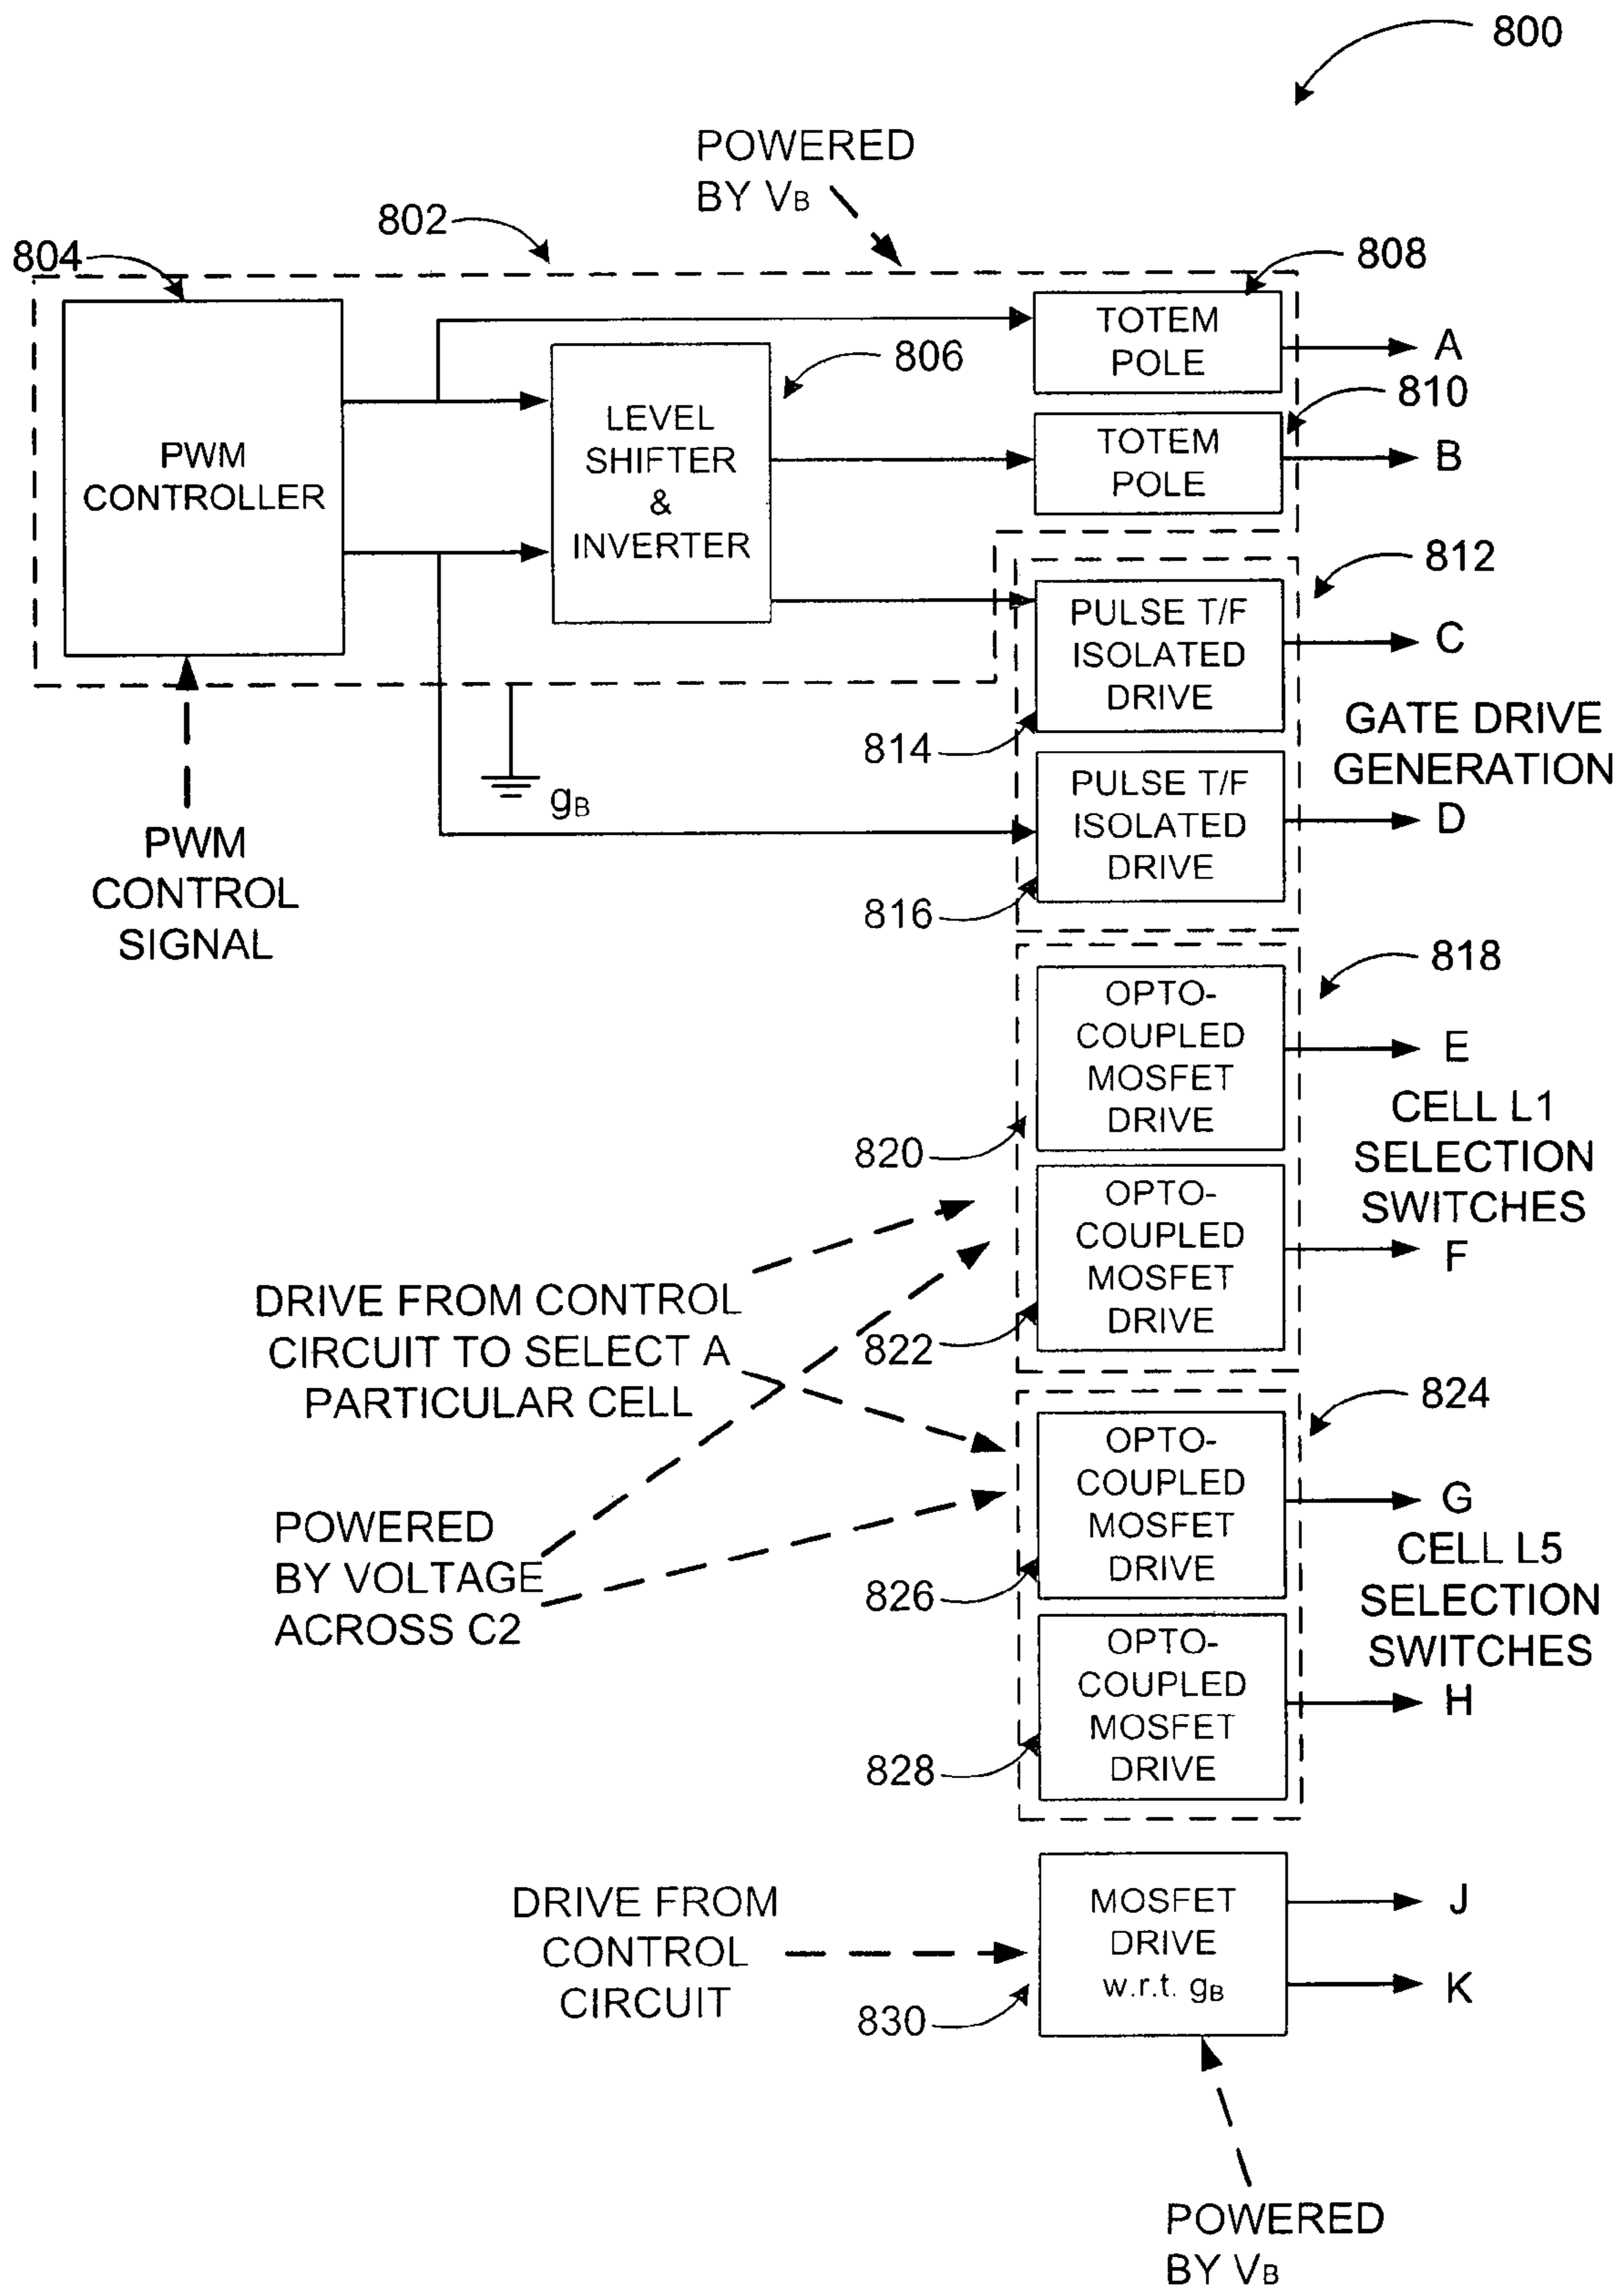 800
POWERED
BY VB
802
804
808
TOTEM
POLE
A
806
810
LEVEL
SHIFTER
&
INVERTER
PWM
CONTROLLER
TOTEM
POLE
B
812
PULSE T/F
ISOLATED
DRIVE
C
814
GATE DRIVE
GENERATION
gB
PULSE T/F
ISOLATED
DRIVE
D
816
PWM
CONTROL
SIGNAL
818
OPTO-
COUPLED
MOSFET
DRIVE
E
820
CELL L1
SELECTION
SWITCHES
OPTO-
COUPLED
MOSFET
DRIVE
F
822
DRIVE FROM CONTROL
CIRCUIT TO SELECT A
PARTICULAR CELL
824
OPTO-
COUPLED
MOSFET
DRIVE
G
826
POWERED
BY VOLTAGE
ACROSS C2
CELL L5
SELECTION
SWITCHES
OPTO-
COUPLED
MOSFET
DRIVE
H
828
DRIVE FROM
CONTROL
CIRCUIT
MOSFET
DRIVE
w.r.t. gB
J
K
830
POWERED
BY VB